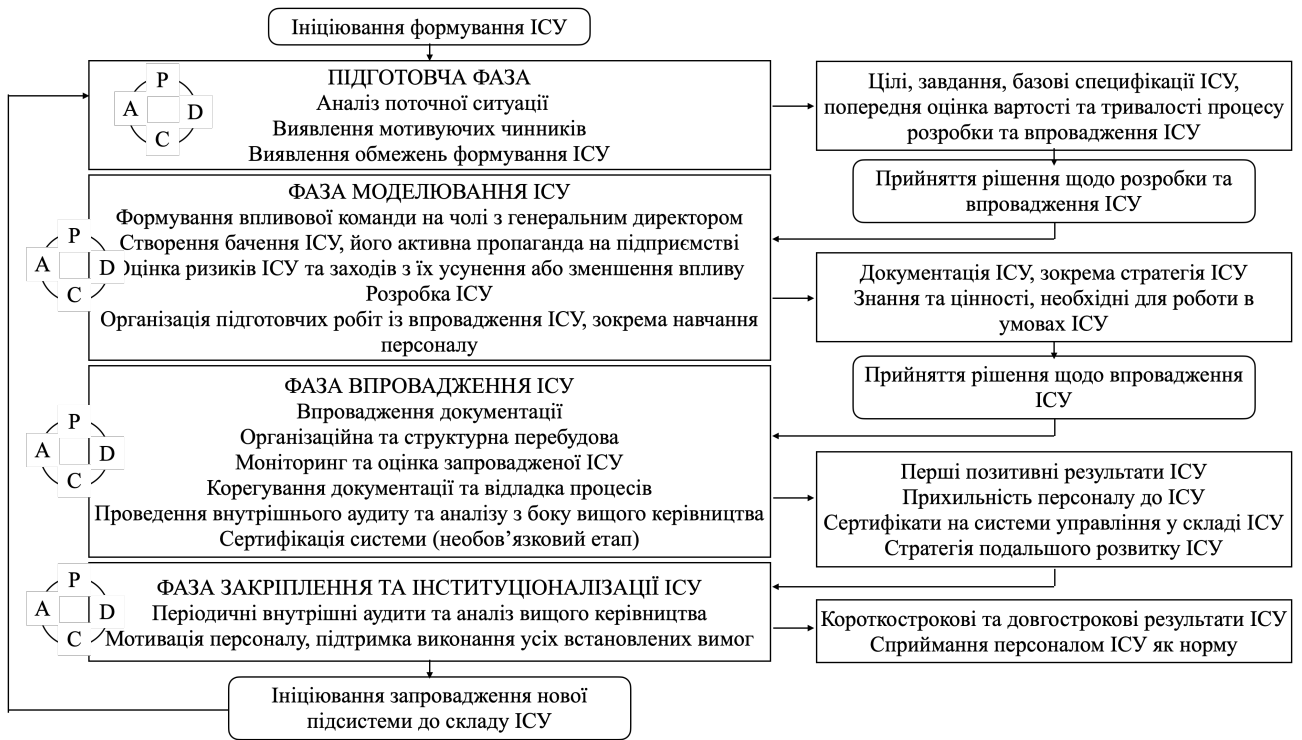 Ініціювання формування ІСУ
P
A
D
C
ПІДГОТОВЧА ФАЗА
Аналіз поточної ситуації
Виявлення мотивуючих чинників
Виявлення обмежень формування ІСУ
Цілі, завдання, базові специфікації ІСУ,
попередня оцінка вартості та тривалості процесу
розробки та впровадження ІСУ
Прийняття рішення щодо розробки та
впровадження ІСУ
P
A
D
C
ФАЗА МОДЕЛЮВАННЯ ІСУ
Формування впливової команди на чолі з генеральним директором
Створення бачення ІСУ, його активна пропаганда на підприємстві
Оцінка ризиків ІСУ та заходів з їх усунення або зменшення впливу
Розробка ІСУ
Організація підготовчих робіт із впровадження ІСУ, зокрема навчання
персоналу
Документація ІСУ, зокрема стратегія ІСУ
Знання та цінності, необхідні для роботи в
умовах ІСУ
Прийняття рішення щодо впровадження
ІСУ
P
A
D
C
ФАЗА ВПРОВАДЖЕННЯ ІСУ
Впровадження документації
Організаційна та структурна перебудова
Моніторинг та оцінка запровадженої ІСУ
Корегування документації та відладка процесів
Проведення внутрішнього аудиту та аналізу з боку вищого керівництва
Сертифікація системи (необов’язковий етап)
Перші позитивні результати ІСУ
Прихильність персоналу до ІСУ
Сертифікати на системи управління у складі ІСУ
Стратегія подальшого розвитку ІСУ
P
A
D
C
ФАЗА ЗАКРІПЛЕННЯ ТА ІНСТИТУЦІОНАЛІЗАЦІЇ ІСУ
Періодичні внутрішні аудити та аналіз вищого керівництва
Мотивація персоналу, підтримка виконання усіх встановлених вимог
Короткострокові та довгострокові результати ІСУ
Сприймання персоналом ІСУ як норму
Ініціювання запровадження нової
підсистеми до складу ІСУ